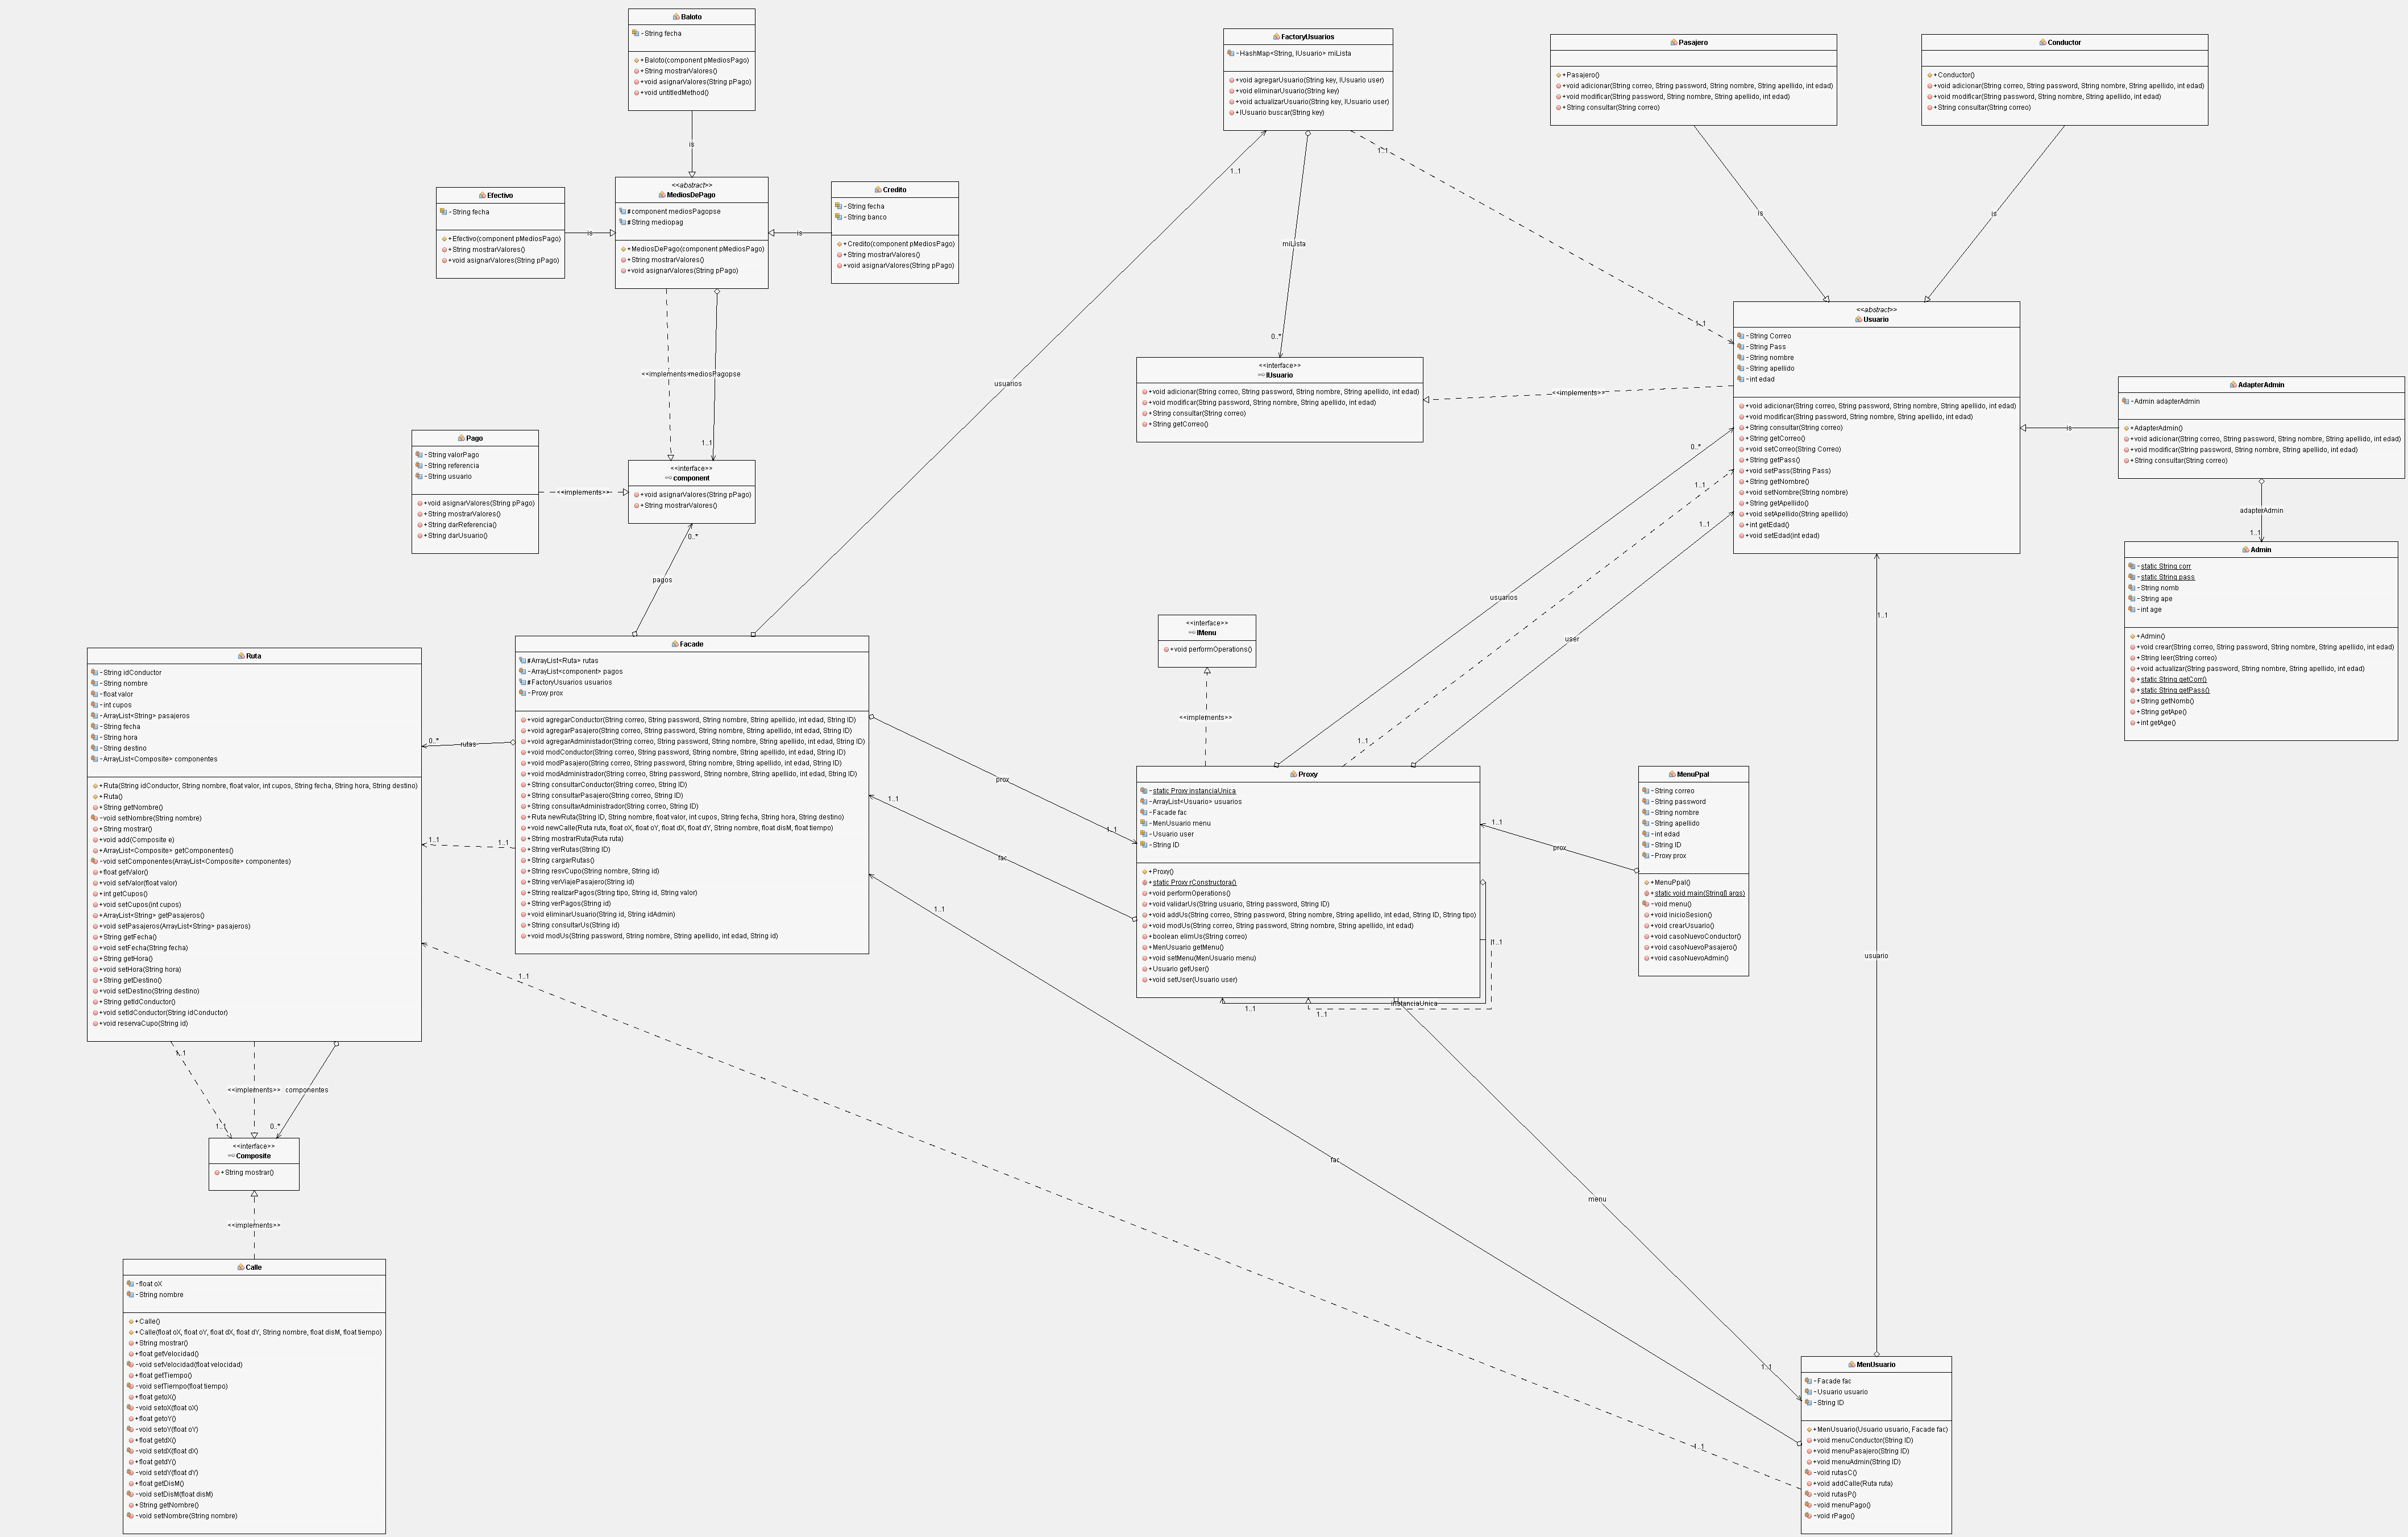 Baloto
-String fecha
+Baloto(component pMediosPago)
+String mostrarValores()
+void asignarValores(String pPago)
+void untitledMethod()
is
Efectivo
-String fecha
+Efectivo(component pMediosPago)
+String mostrarValores()
+void asignarValores(String pPago)
is
<<abstract>>
MediosDePago
#component mediosPagopse
#String mediopag
+MediosDePago(component pMediosPago)
+String mostrarValores()
+void asignarValores(String pPago)
is
Credito
-String fecha
-String banco
+Credito(component pMediosPago)
+String mostrarValores()
+void asignarValores(String pPago)
<<implements>>
mediosPagopse
1..1
Pago
-String valorPago
-String referencia
-String usuario
+void asignarValores(String pPago)
+String mostrarValores()
+String darReferencia()
+String darUsuario()
<<implements>>
<<interface>>
component
+void asignarValores(String pPago)
+String mostrarValores()
0..*
pagos
FactoryUsuarios
-HashMap<String, IUsuario> miLista
+void agregarUsuario(String key, IUsuario user)
+void eliminarUsuario(String key)
+void actualizarUsuario(String key, IUsuario user)
+IUsuario buscar(String key)
1..1
1..1
usuarios
miLista
0..*
1..1
Pasajero
+Pasajero()
+void adicionar(String correo, String password, String nombre, String apellido, int edad)
+void modificar(String password, String nombre, String apellido, int edad)
+String consultar(String correo)
is
Conductor
+Conductor()
+void adicionar(String correo, String password, String nombre, String apellido, int edad)
+void modificar(String password, String nombre, String apellido, int edad)
+String consultar(String correo)
is
<<interface>>
IUsuario
+void adicionar(String correo, String password, String nombre, String apellido, int edad)
+void modificar(String password, String nombre, String apellido, int edad)
+String consultar(String correo)
+String getCorreo()
<<implements>>
<<abstract>>
Usuario
-String Correo
-String Pass
-String nombre
-String apellido
-int edad
+void adicionar(String correo, String password, String nombre, String apellido, int edad)
+void modificar(String password, String nombre, String apellido, int edad)
+String consultar(String correo)
+String getCorreo()
+void setCorreo(String Correo)
+String getPass()
+void setPass(String Pass)
+String getNombre()
+void setNombre(String nombre)
+String getApellido()
+void setApellido(String apellido)
+int getEdad()
+void setEdad(int edad)
0..*
1..1
1..1
is
AdapterAdmin
-Admin adapterAdmin
+AdapterAdmin()
+void adicionar(String correo, String password, String nombre, String apellido, int edad)
+void modificar(String password, String nombre, String apellido, int edad)
+String consultar(String correo)
adapterAdmin
1..1
Admin
-static String corr
-static String pass
-String nomb
-String ape
-int age
+Admin()
+void crear(String correo, String password, String nombre, String apellido, int edad)
+String leer(String correo)
+void actualizar(String password, String nombre, String apellido, int edad)
+static String getCorr()
+static String getPass()
+String getNomb()
+String getApe()
+int getAge()
usuarios
user
1..1
1..1
<<interface>>
IMenu
+void performOperations()
<<implements>>
Ruta
-String idConductor
-String nombre
-float valor
-int cupos
-ArrayList<String> pasajeros
-String fecha
-String hora
-String destino
-ArrayList<Composite> componentes
+Ruta(String idConductor, String nombre, float valor, int cupos, String fecha, String hora, String destino)
+Ruta()
+String getNombre()
-void setNombre(String nombre)
+String mostrar()
+void add(Composite e)
+ArrayList<Composite> getComponentes()
-void setComponentes(ArrayList<Composite> componentes)
+float getValor()
+void setValor(float valor)
+int getCupos()
+void setCupos(int cupos)
+ArrayList<String> getPasajeros()
+void setPasajeros(ArrayList<String> pasajeros)
+String getFecha()
+void setFecha(String fecha)
+String getHora()
+void setHora(String hora)
+String getDestino()
+void setDestino(String destino)
+String getIdConductor()
+void setIdConductor(String idConductor)
+void reservaCupo(String id)
0..*
rutas
1..1
1..1
1..1
Facade
#ArrayList<Ruta> rutas
-ArrayList<component> pagos
#FactoryUsuarios usuarios
-Proxy prox
+void agregarConductor(String correo, String password, String nombre, String apellido, int edad, String ID)
+void agregarPasajero(String correo, String password, String nombre, String apellido, int edad, String ID)
+void agregarAdministador(String correo, String password, String nombre, String apellido, int edad, String ID)
+void modConductor(String correo, String password, String nombre, String apellido, int edad, String ID)
+void modPasajero(String correo, String password, String nombre, String apellido, int edad, String ID)
+void modAdministrador(String correo, String password, String nombre, String apellido, int edad, String ID)
+String consultarConductor(String correo, String ID)
+String consultarPasajero(String correo, String ID)
+String consultarAdministrador(String correo, String ID)
+Ruta newRuta(String ID, String nombre, float valor, int cupos, String fecha, String hora, String destino)
+void newCalle(Ruta ruta, float oX, float oY, float dX, float dY, String nombre, float disM, float tiempo)
+String mostrarRuta(Ruta ruta)
+String verRutas(String ID)
+String cargarRutas()
+String resvCupo(String nombre, String id)
+String verViajePasajero(String id)
+String realizarPagos(String tipo, String id, String valor)
+String verPagos(String id)
+void eliminarUsuario(String id, String idAdmin)
+String consultarUs(String id)
+void modUs(String password, String nombre, String apellido, int edad, String id)
prox
1..1
1..1
fac
1..1
Proxy
-static Proxy instanciaUnica
-ArrayList<Usuario> usuarios
-Facade fac
-MenUsuario menu
-Usuario user
-String ID
+Proxy()
+static Proxy rConstructora()
+void performOperations()
+void validarUs(String usuario, String password, String ID)
+void addUs(String correo, String password, String nombre, String apellido, int edad, String ID, String tipo)
+void modUs(String correo, String password, String nombre, String apellido, int edad)
+boolean elimUs(String correo)
+MenUsuario getMenu()
+void setMenu(MenUsuario menu)
+Usuario getUser()
+void setUser(Usuario user)
1..1
instanciaUnica
1..1
1..1
1..1
prox
MenuPpal
-String correo
-String password
-String nombre
-String apellido
-int edad
-String ID
-Proxy prox
+MenuPpal()
+static void main(String[] args)
-void menu()
+void inicioSesion()
+void crearUsuario()
+void casoNuevoConductor()
+void casoNuevoPasajero()
+void casoNuevoAdmin()
usuario
1..1
<<implements>>
componentes
1..1
0..*
<<interface>>
Composite
+String mostrar()
<<implements>>
fac
menu
1..1
1..1
Calle
-float oX
-String nombre
+Calle()
+Calle(float oX, float oY, float dX, float dY, String nombre, float disM, float tiempo)
+String mostrar()
+float getVelocidad()
-void setVelocidad(float velocidad)
+float getTiempo()
-void setTiempo(float tiempo)
+float getoX()
-void setoX(float oX)
+float getoY()
-void setoY(float oY)
+float getdX()
-void setdX(float dX)
+float getdY()
-void setdY(float dY)
+float getDisM()
-void setDisM(float disM)
+String getNombre()
-void setNombre(String nombre)
MenUsuario
-Facade fac
-Usuario usuario
-String ID
+MenUsuario(Usuario usuario, Facade fac)
+void menuConductor(String ID)
+void menuPasajero(String ID)
+void menuAdmin(String ID)
-void rutasC()
+void addCalle(Ruta ruta)
-void rutasP()
-void menuPago()
-void rPago()